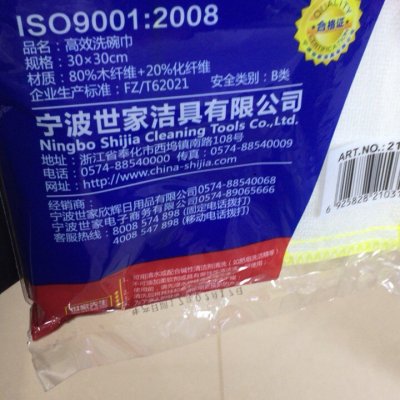 ISO9001:2008
合格证
品名：高效洗碗巾
规格：30×30cm
材质：80%木纤维+20%化纤维
企业生产标准：FZ/T62021 安全类别：B类
宁波世家洁具有限公司
Ningbo Shijia Cleaning Tools Co.,Ltd.
地址：浙江省奉化市西坞镇南路108号
电话：0574-88540000 传真：0574-88540009
网址：www.china-shijia.com
经销商：
宁波世家欣辉日用品有限公司0574-88540068
宁波世家电子商务有限公司0574-89065666
客服热线：8008 574 898 (固定电话拨打)
4008 547 898 (移动电话拨打)
ART.NO.: 21
6 925828 21031